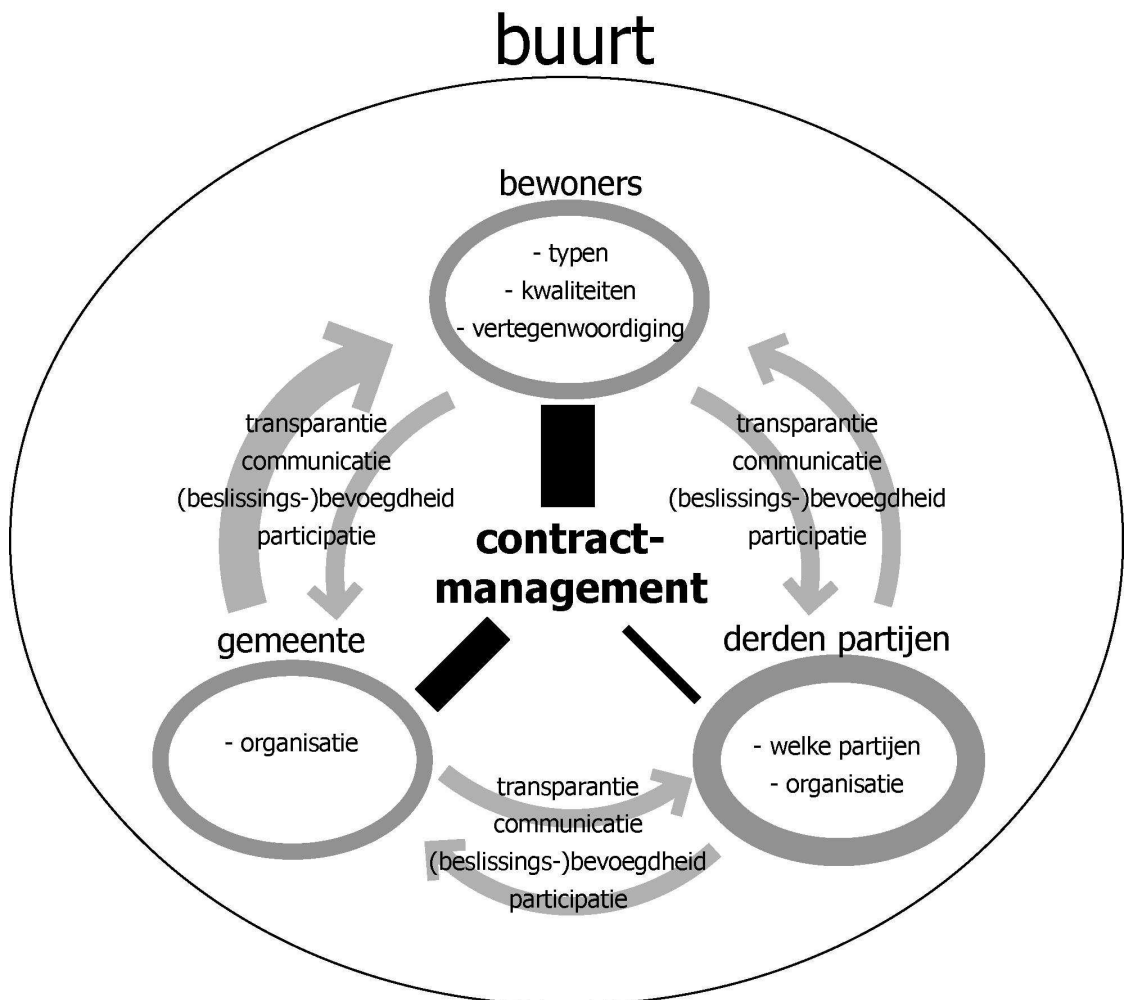 buurt
bewoners
- typen
- kwaliteiten
- vertegenwoordiging
transparantie
communicatie
(beslissings-)bevoegdheid
participatie
transparantie
communicatie
(beslissings-)bevoegdheid
participatie
contract-
management
gemeente
- organisatie
derden partijen
- welke partijen
- organisatie
transparantie
communicatie
(beslissings-)bevoegdheid
participatie